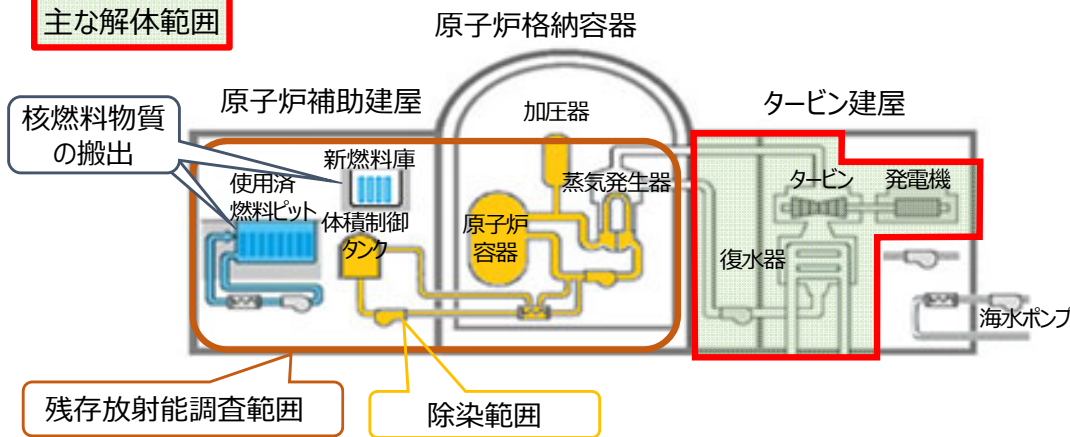 主な解体範囲
原子炉格納容器
原子炉補助建屋
タービン建屋
核燃料物質
の搬出
加圧器
新燃料庫
使用済
燃料ピット
体積制御
タンク
原子炉
容器
蒸気発生器
タービン
発電機
復水器
海水ポンプ
残存放射能調査範囲
除染範囲